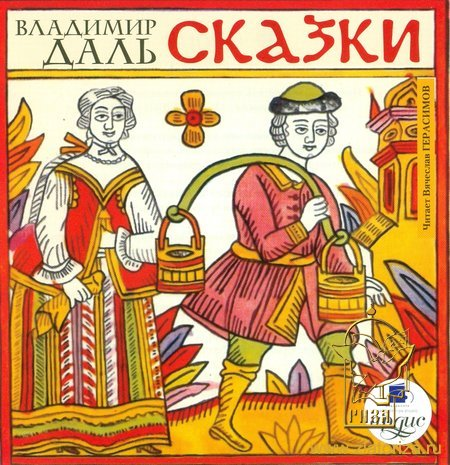 ВЛАДИМИР
ДАЛЬ
СКАЗКИ
Читает Вячеслав ГЕРАСИМОВ